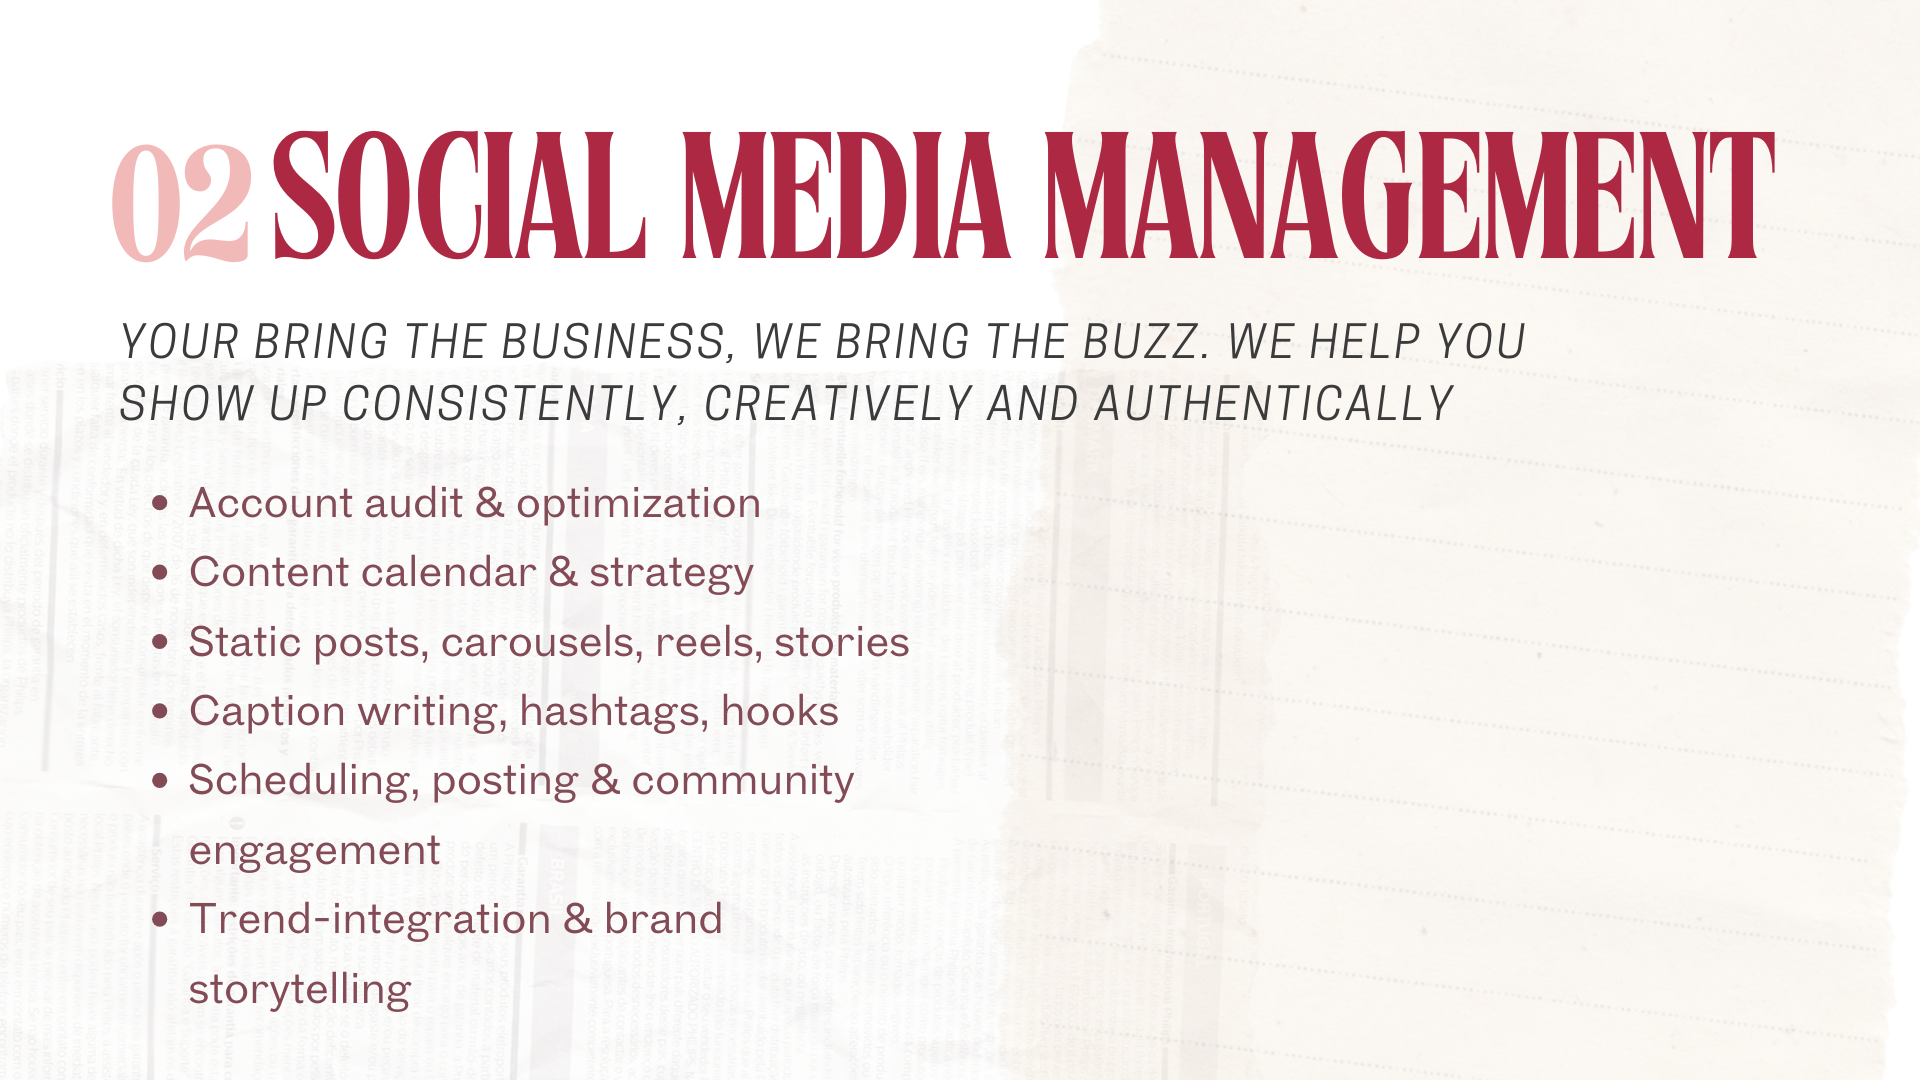 02 SOCIAL MEDIA MANAGEMENT
YOUR BRING THE BUSINESS, WE BRING THE BUZZ. WE HELP YOU
SHOW UP CONSISTENTLY, CREATIVELY AND AUTHENTICALLY
• Account audit & optimization
• Content calendar & strategy
• Static posts, carousels, reels, stories
• Caption writing, hashtags, hooks
• Scheduling, posting & community
engagement
• Trend-integration & brand
storytelling